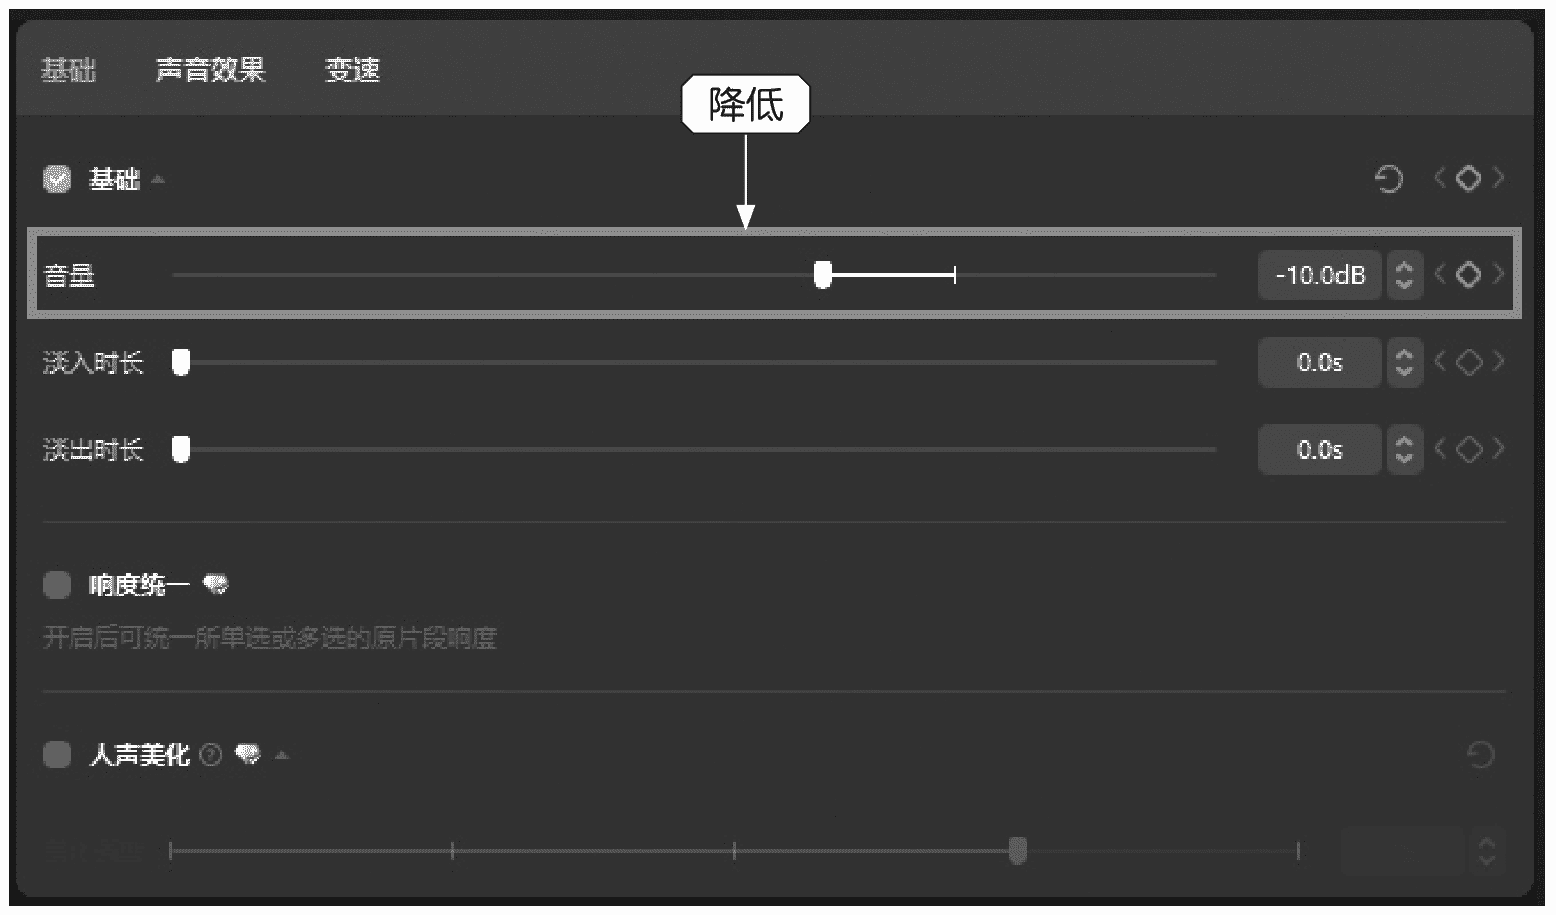 基础 声音效果 变速
降低
基础
音量 -10.0dB
淡入时长 0.0s
淡出时长 0.0s
响度统一
开启后可统一所单选或多选的原片段响度
人声美化 ?